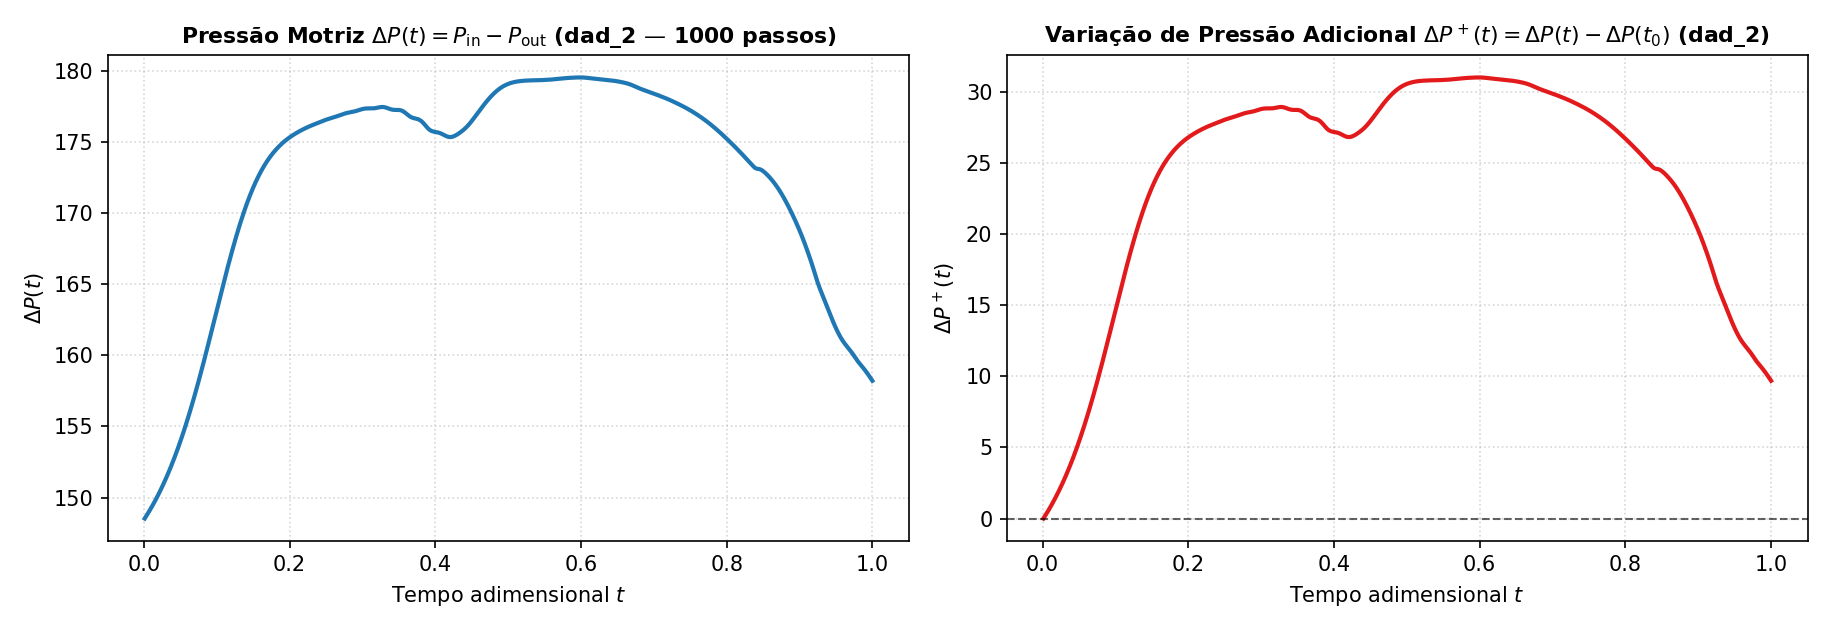 Pressão Motriz ΔP(t) = P_in − P_out (dad_2 — 1000 passos)
180
175
170
165
160
155
150
ΔP(t)
0.0 0.2 0.4 0.6 0.8 1.0
Tempo adimensional t
Variação de Pressão Adicional ΔP⁺(t) = ΔP(t) − ΔP(t₀) (dad_2)
30
25
20
15
10
5
0
ΔP⁺(t)
0.0 0.2 0.4 0.6 0.8 1.0
Tempo adimensional t